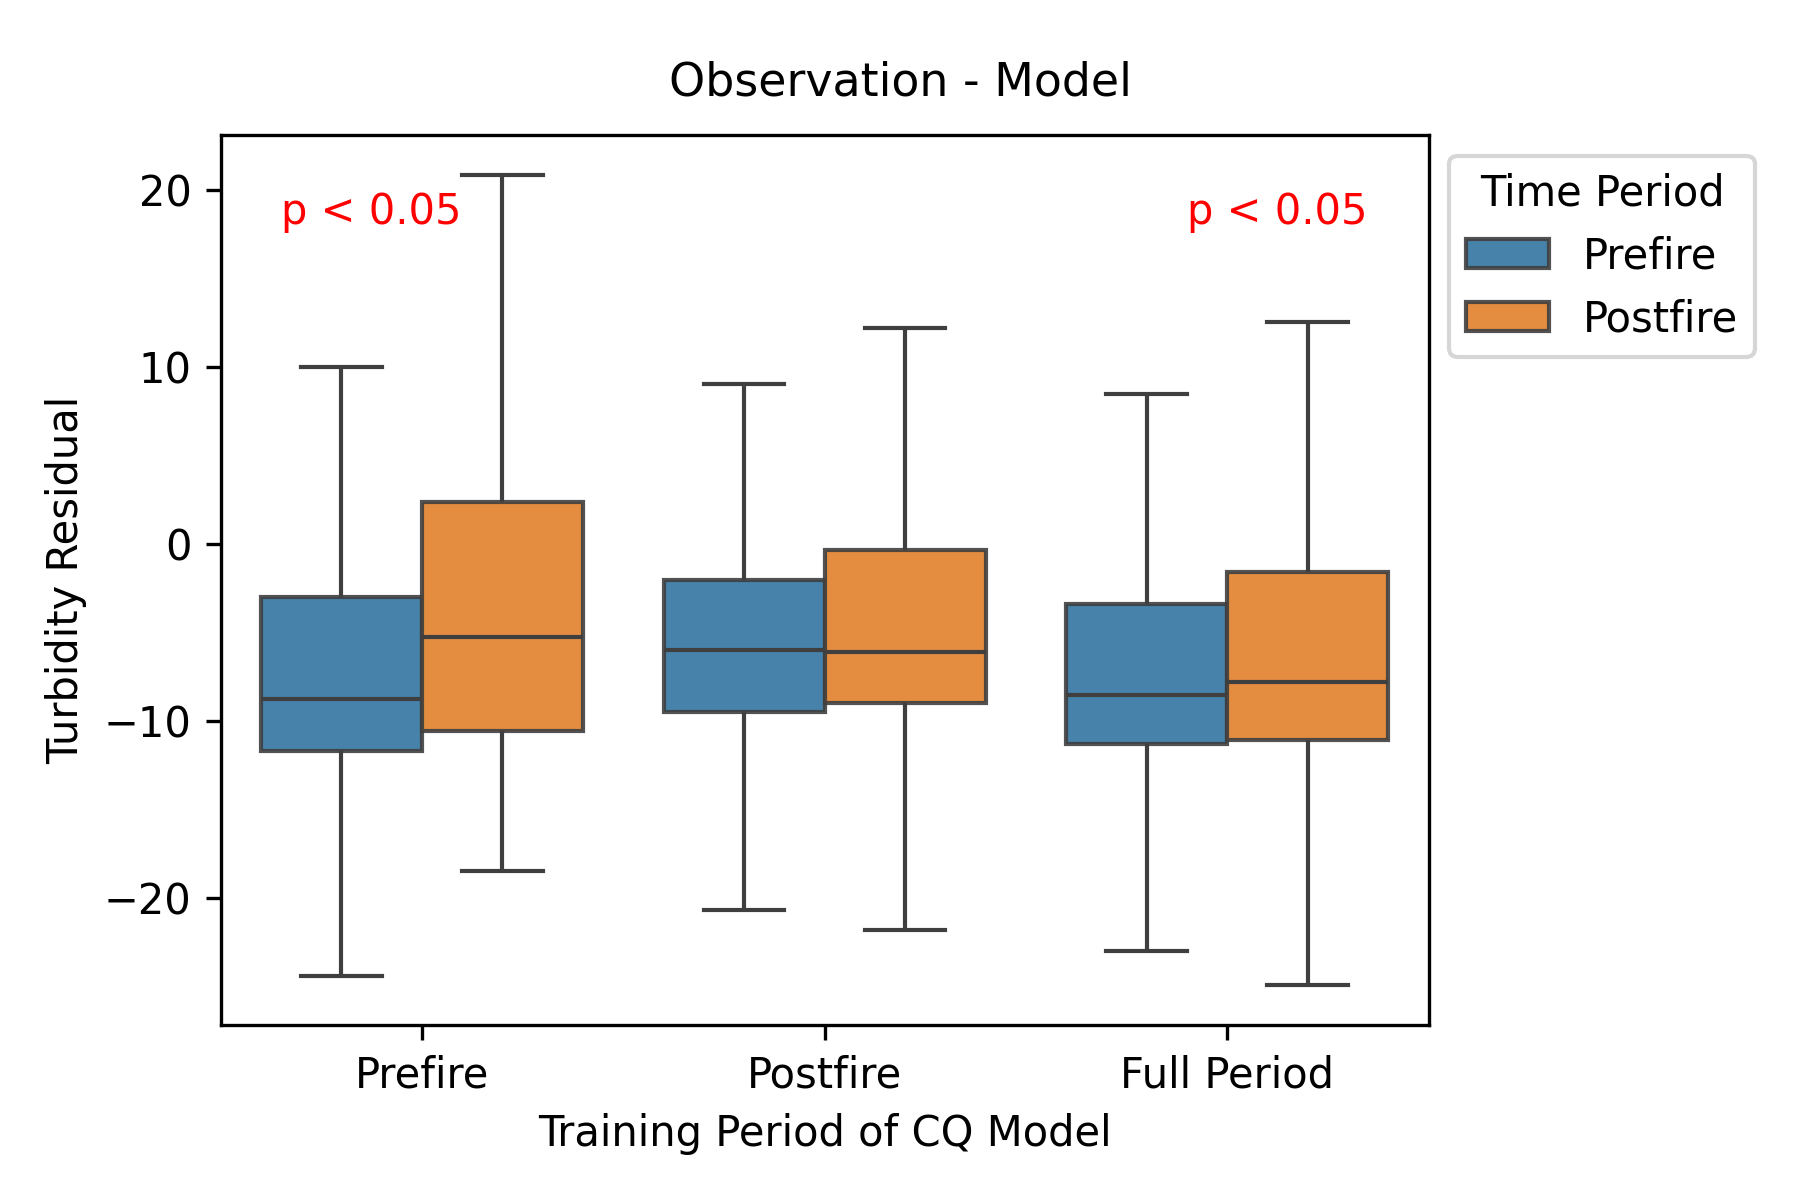 Observation - Model
Turbidity Residual
20
10
0
−10
−20
p < 0.05
p < 0.05
Time Period
Prefire
Postfire
Prefire
Postfire
Full Period
Training Period of CQ Model